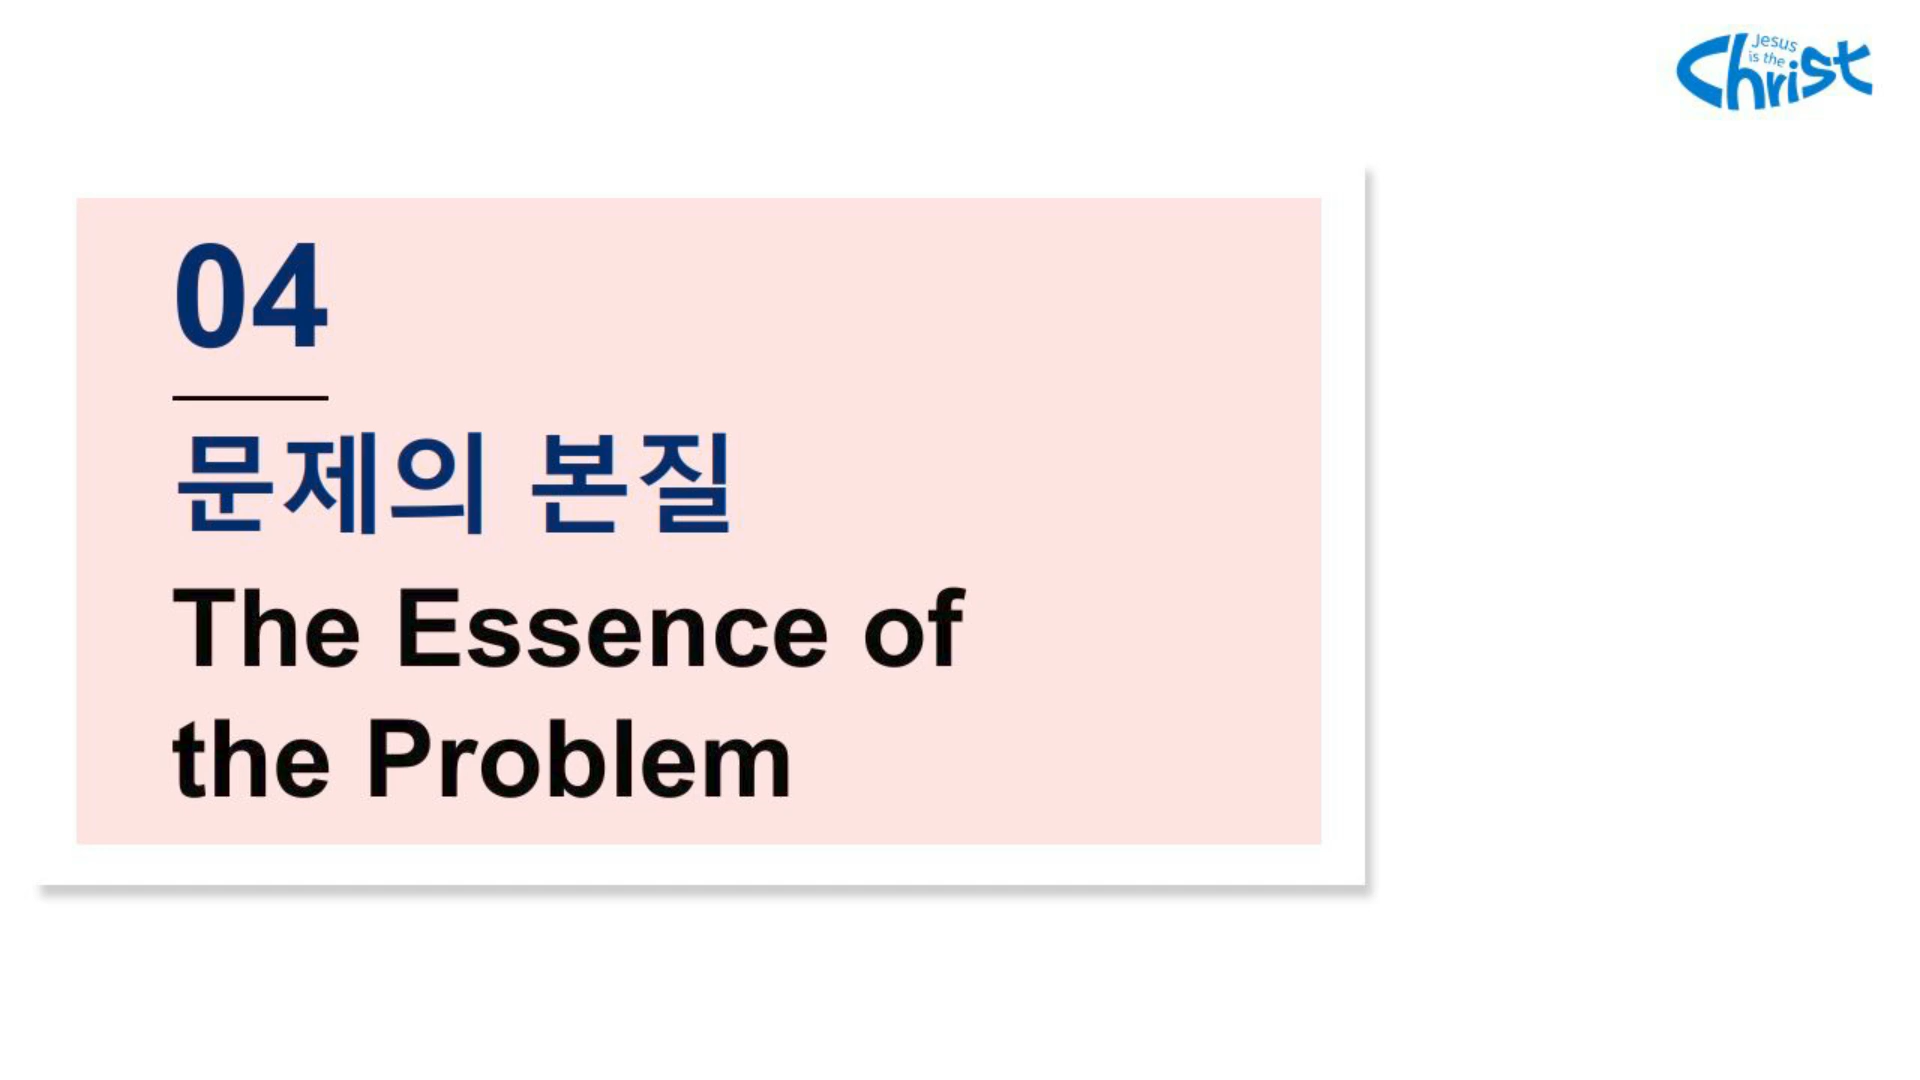 Jesus
is the
Christ
04
문제의 본질
The Essence of
the Problem